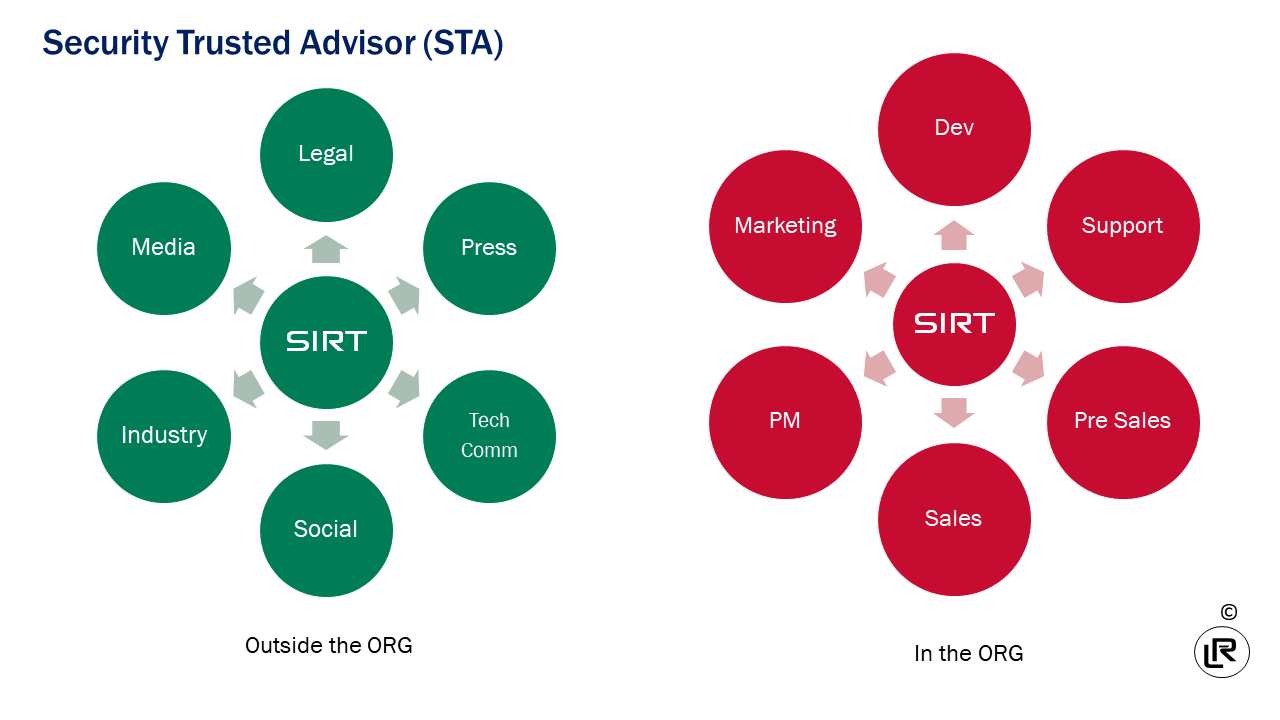 Security Trusted Advisor (STA)
Legal
Media
Press
SIRT
Industry
Tech
Comm
Social
Outside the ORG
Dev
Marketing
Support
SIRT
PM
Pre Sales
Sales
In the ORG
©
LR